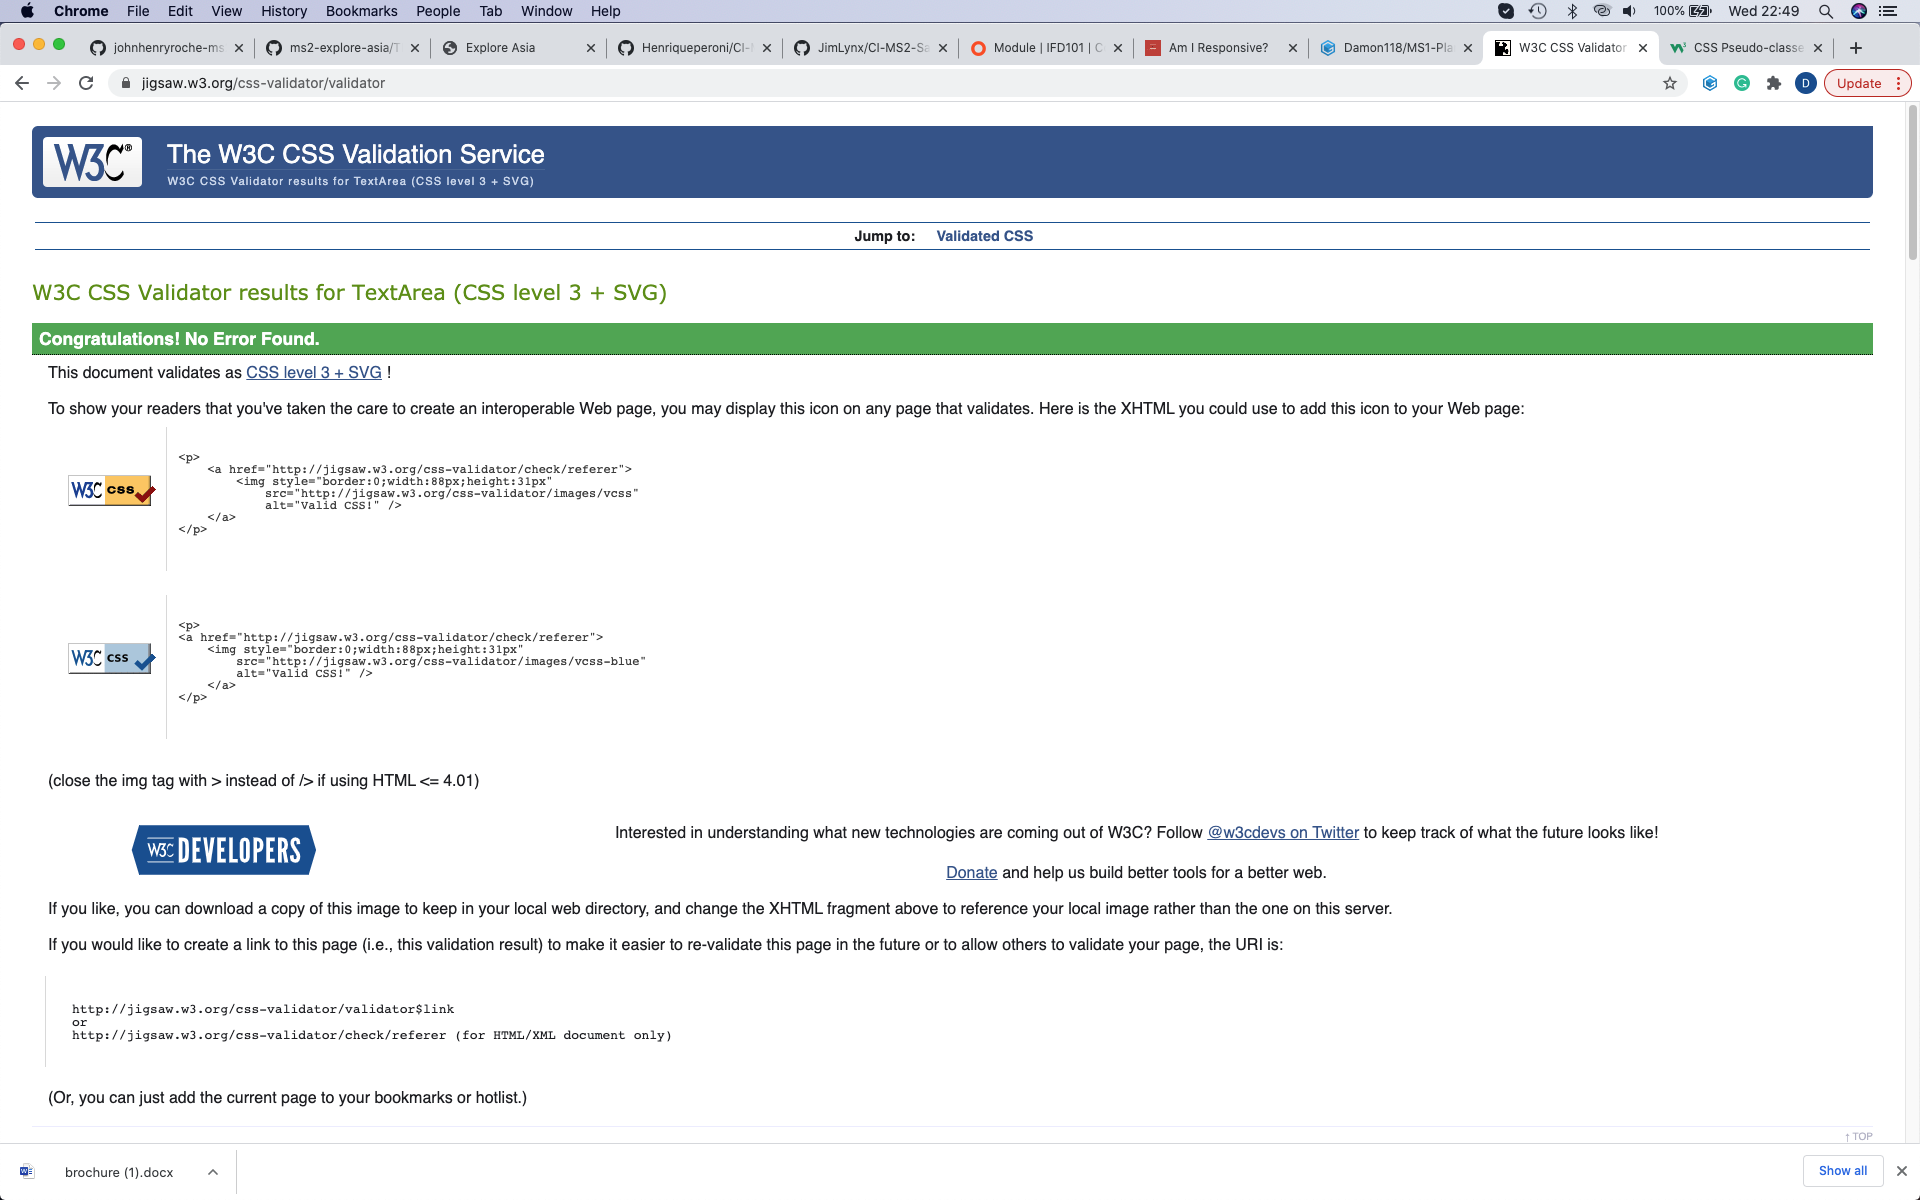 Chrome File Edit View History Bookmarks People Tab Window Help 100% Wed 22:49
johnhenryroche-ms ms2-explore-asia/T Explore Asia Henriqueperoni/CI- JimLynx/CI-MS2-Sa Module | IFD101 | C Am I Responsive? Damon118/MS1-Pla W3C CSS Validator CSS Pseudo-classe
jigsaw.w3.org/css-validator/validator D Update
W3C® The W3C CSS Validation Service
W3C CSS Validator results for TextArea (CSS level 3 + SVG)
Jump to: Validated CSS
W3C CSS Validator results for TextArea (CSS level 3 + SVG)
Congratulations! No Error Found.
This document validates as CSS level 3 + SVG !
To show your readers that you've taken the care to create an interoperable Web page, you may display this icon on any page that validates. Here is the XHTML you could use to add this icon to your Web page:
W3C css
<p>
<a href="http://jigsaw.w3.org/css-validator/check/referer">
<img style="border:0;width:88px;height:31px"
src="http://jigsaw.w3.org/css-validator/images/vcss"
alt="Valid CSS!" />
</a>
</p>
W3C css
<p>
<a href="http://jigsaw.w3.org/css-validator/check/referer">
<img style="border:0;width:88px;height:31px"
src="http://jigsaw.w3.org/css-validator/images/vcss-blue"
alt="Valid CSS!" />
</a>
</p>
(close the img tag with > instead of /> if using HTML <= 4.01)
W3C DEVELOPERS
Interested in understanding what new technologies are coming out of W3C? Follow @w3cdevs on Twitter to keep track of what the future looks like!
Donate and help us build better tools for a better web.
If you like, you can download a copy of this image to keep in your local web directory, and change the XHTML fragment above to reference your local image rather than the one on this server.
If you would like to create a link to this page (i.e., this validation result) to make it easier to re-validate this page in the future or to allow others to validate your page, the URI is:
http://jigsaw.w3.org/css-validator/validator$link
or
http://jigsaw.w3.org/css-validator/check/referer (for HTML/XML document only)
(Or, you can just add the current page to your bookmarks or hotlist.)
↑ TOP
brochure (1).docx Show all